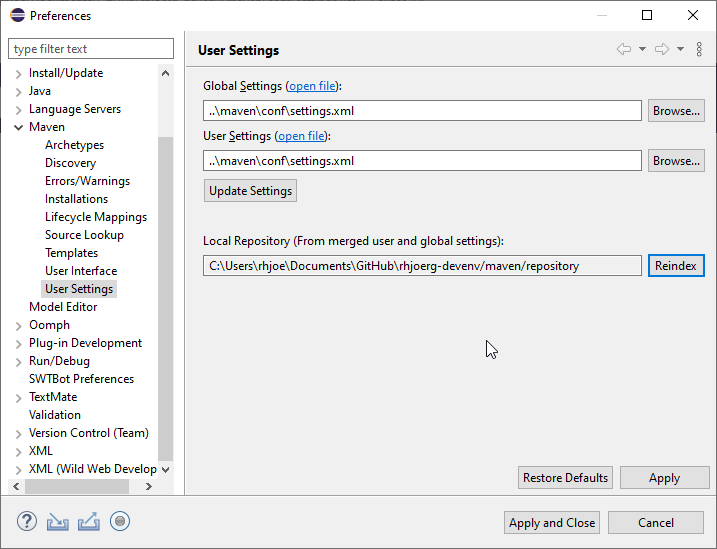 Preferences
type filter text
Install/Update
Java
Language Servers
Maven
Archetypes
Discovery
Errors/Warnings
Installations
Lifecycle Mappings
Source Lookup
Templates
User Interface
User Settings
Model Editor
Oomph
Plug-in Development
Run/Debug
SWTBot Preferences
TextMate
Validation
Version Control (Team)
XML
XML (Wild Web Develop
User Settings
Global Settings (open file):
..\maven\conf\settings.xml
Browse...
User Settings (open file):
..\maven\conf\settings.xml
Browse...
Update Settings
Local Repository (From merged user and global settings):
C:\Users\rhjoe\Documents\GitHub\rhjoerg-devenv/maven/repository
Reindex
Restore Defaults
Apply
Apply and Close
Cancel